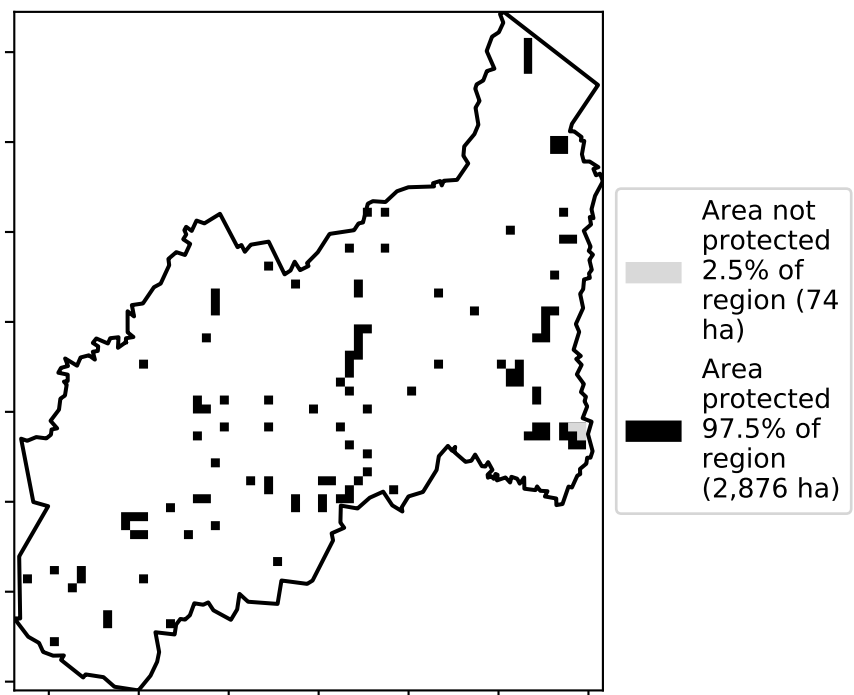 Area not
protected
2.5% of
region (74
ha)
Area
protected
97.5% of
region
(2,876 ha)